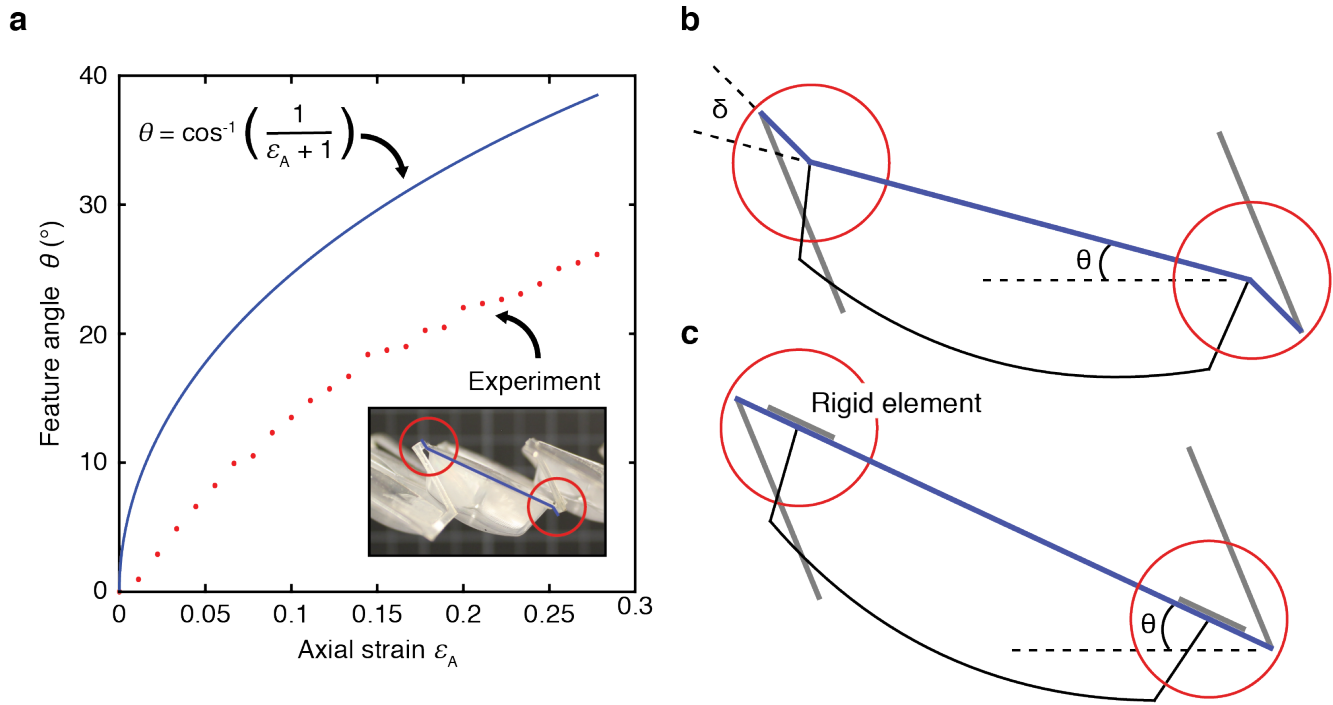 a
40
30
20
10
0
Feature angle θ (°)
θ = cos-1 ( 1 / εA + 1 )
Experiment
0 0.05 0.1 0.15 0.2 0.25 0.3
Axial strain εA
b
δ
θ
c
Rigid element
θ